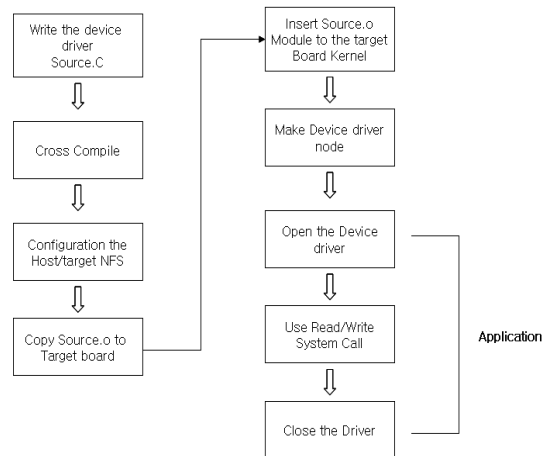 Write the device
driver
Source.C
Cross Compile
Configuration the
Host/target NFS
Copy Source.o to
Target board
Insert Source.o
Module to the target
Board Kernel
Make Device driver
node
Open the Device
driver
Use Read/Write
System Call
Close the Driver
Application